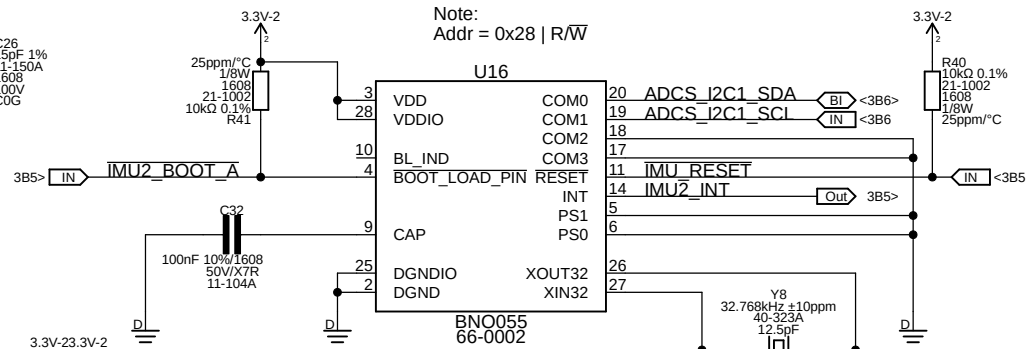 Note:
Addr = 0x28 | R/W
3.3V-2
2
C26
5pF 1%
1-150A
1608
00V
C0G
25ppm/°C
1/8W
1608
21-1002
10kΩ 0.1%
R41
3.3V-2
2
R40
10kΩ 0.1%
21-1002
1608
1/8W
25ppm/°C
U16
3 VDD COM0 20 ADCS_I2C1_SDA BI <3B6>
28 VDDIO COM1 19 ADCS_I2C1_SCL IN <3B6
COM2 18
10 BL_IND COM3 17
3B5> IN IMU2_BOOT_A 4 BOOT_LOAD_PIN RESET 11 IMU_RESET IN <3B5
INT 14 IMU2_INT Out 3B5>
PS1 5
C32
9 CAP PS0 6
100nF 10%/1608
50V/X7R
11-104A
25 DGNDIO XOUT32 26
2 DGND XIN32 27
BNO055
66-0002
Y8
32.768kHz ±10ppm
40-323A
12.5pF
D
D
D
3.3V-23.3V-2